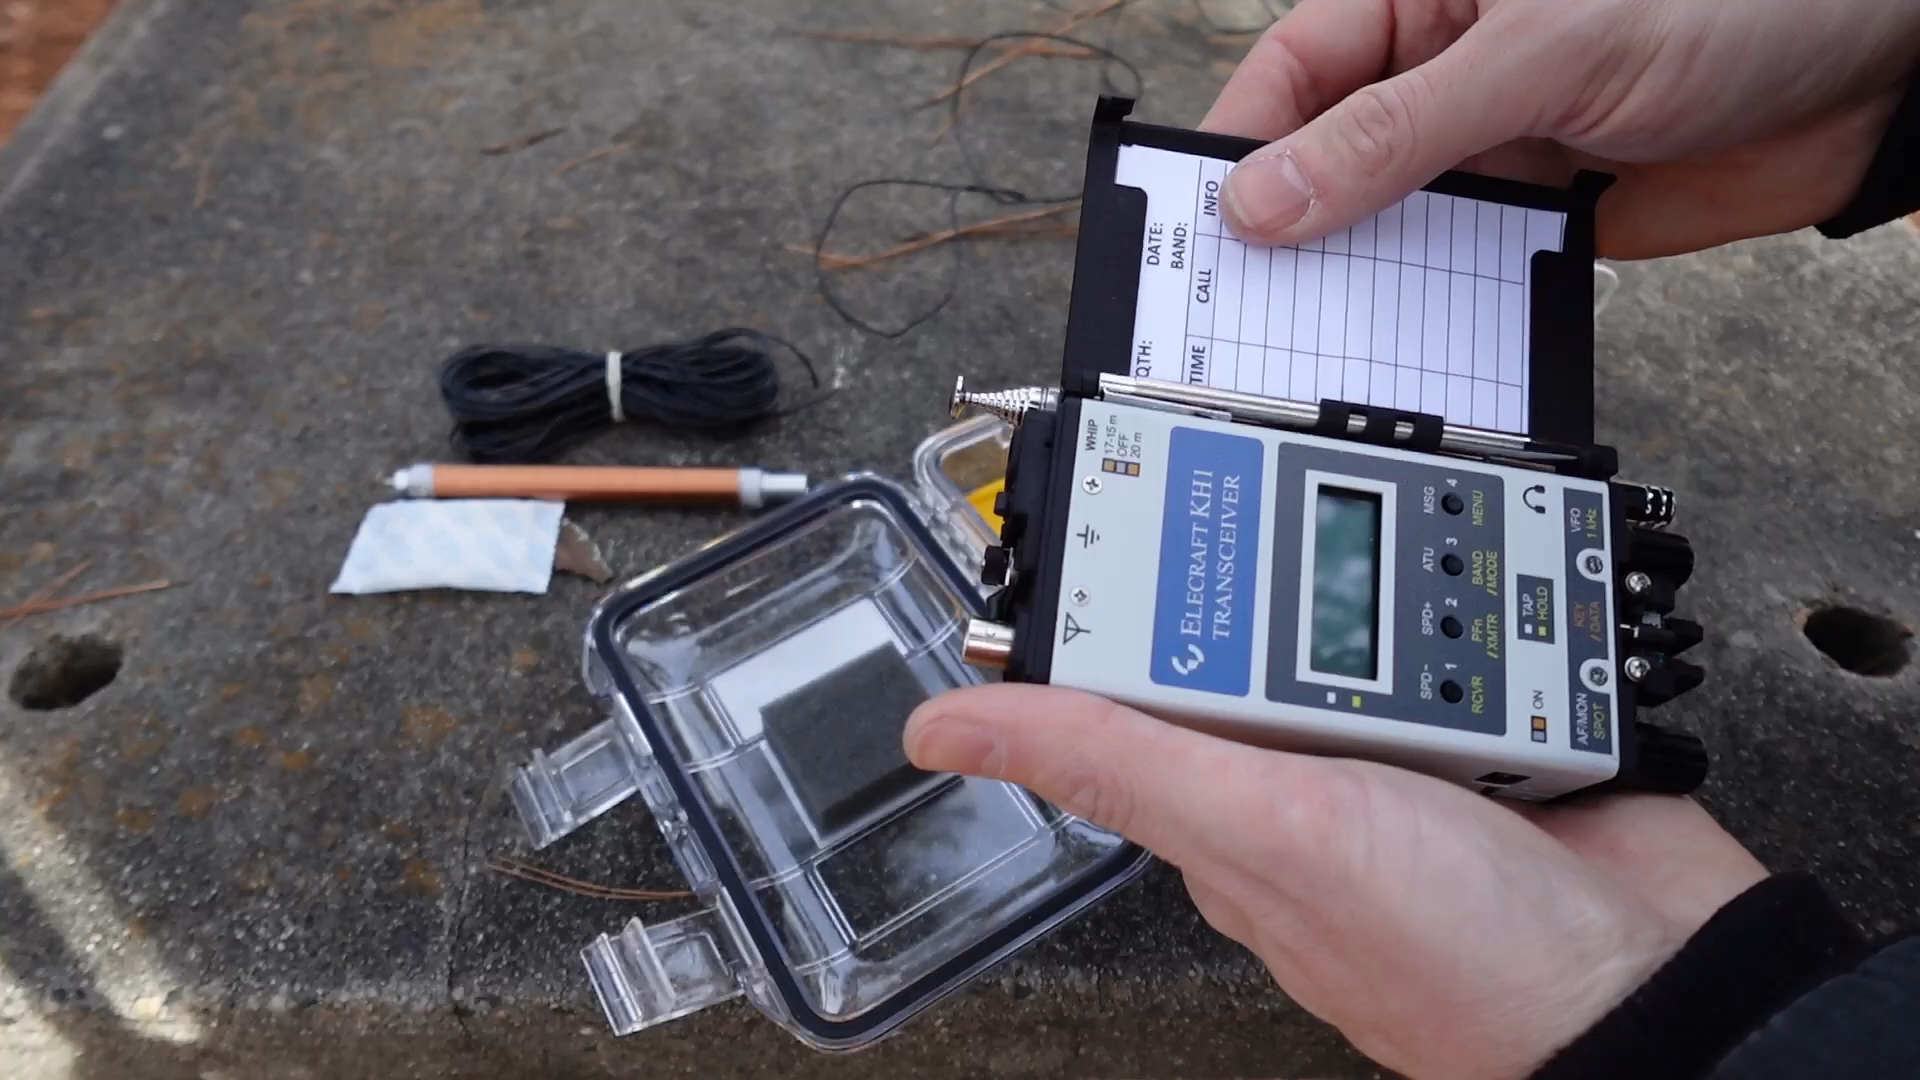 QTH:
DATE:
BAND:
TIME
CALL
INFO
WHIP
17-15 m
OFF
20 m
ELECRAFT KH1
TRANSCEIVER
SPD-
SPD+
ATU
MSG
1
2
3
4
RCVR
PFn
/XMTR
BAND
/MODE
MENU
TAP
HOLD
ON
AF/MON
SPOT
KEY
/DATA
VFO
1 kHz